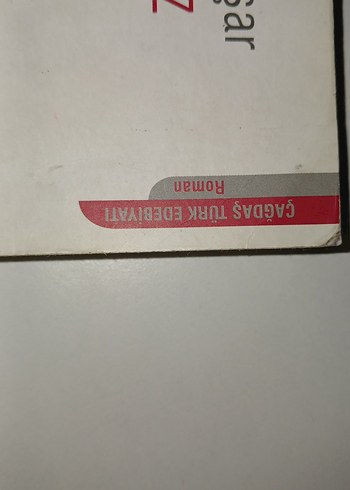 ÇAĞDAŞ TÜRK EDEBİYATI
Roman